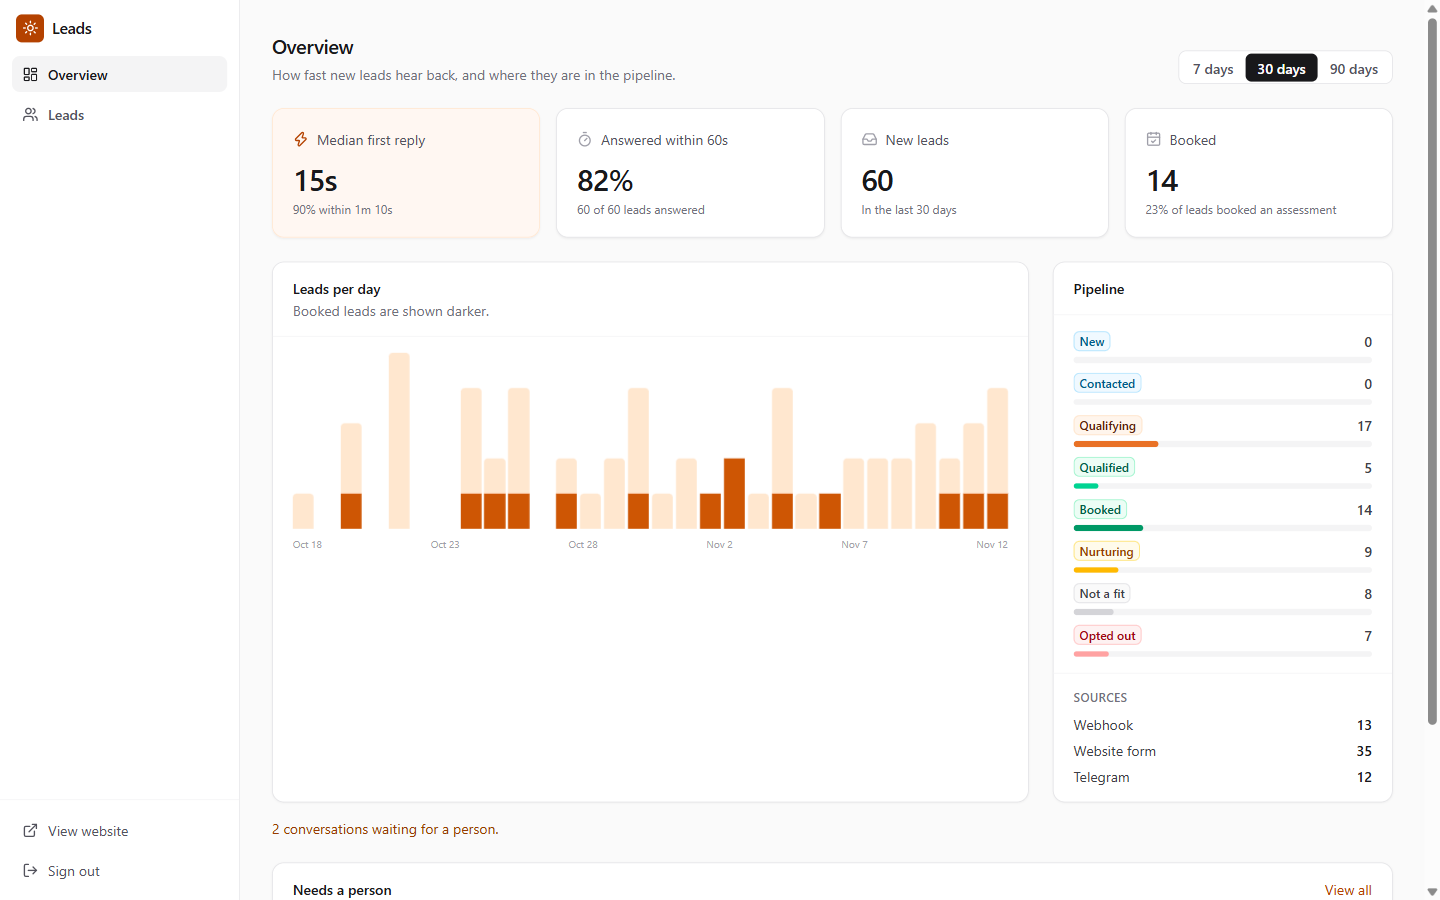 Leads
Overview
Leads
View website
Sign out
Overview
How fast new leads hear back, and where they are in the pipeline.
7 days 30 days 90 days
Median first reply
15s
90% within 1m 10s
Answered within 60s
82%
60 of 60 leads answered
New leads
60
In the last 30 days
Booked
14
23% of leads booked an assessment
Leads per day
Booked leads are shown darker.
Oct 18 Oct 23 Oct 28 Nov 2 Nov 7 Nov 12
Pipeline
New 0
Contacted 0
Qualifying 17
Qualified 5
Booked 14
Nurturing 9
Not a fit 8
Opted out 7
SOURCES
Webhook 13
Website form 35
Telegram 12
2 conversations waiting for a person.
Needs a person View all